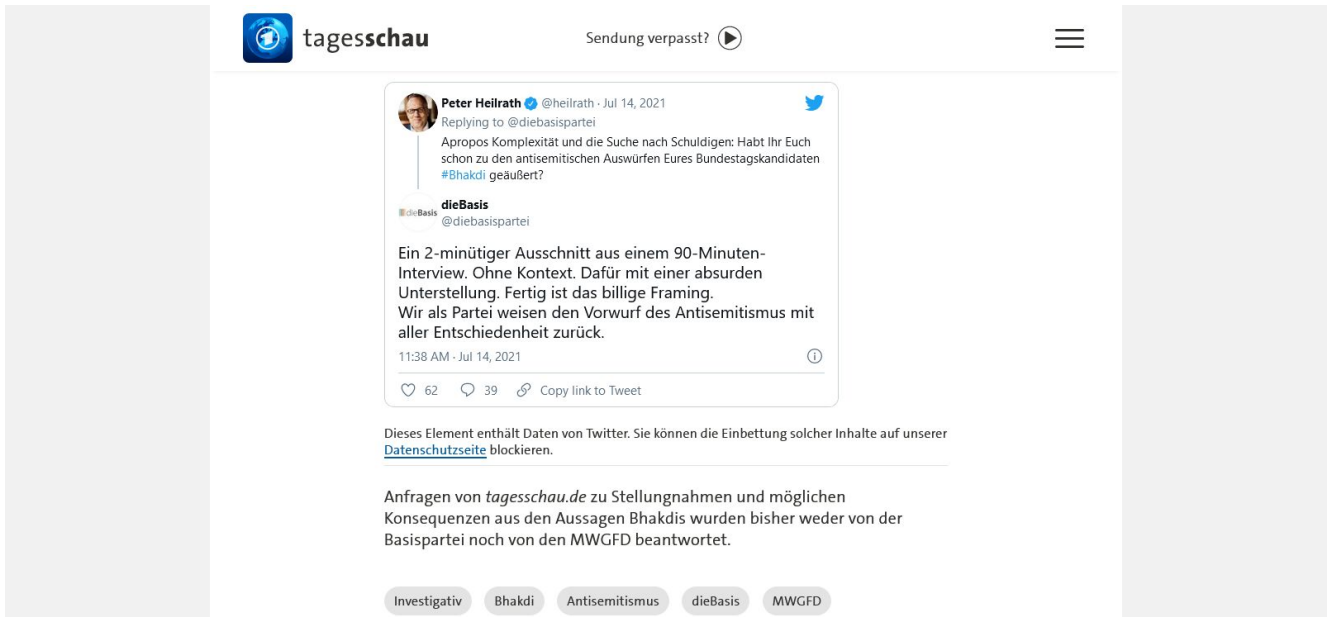 tagesschau
Sendung verpasst?
Peter Heilrath @heilrath · Jul 14, 2021
Replying to @diebasispartei
Apropos Komplexität und die Suche nach Schuldigen: Habt Ihr Euch
schon zu den antisemitischen Auswürfen Eures Bundestagskandidaten
#Bhakdi geäußert?
dieBasis
dieBasis
@diebasispartei
Ein 2-minütiger Ausschnitt aus einem 90-Minuten-
Interview. Ohne Kontext. Dafür mit einer absurden
Unterstellung. Fertig ist das billige Framing.
Wir als Partei weisen den Vorwurf des Antisemitismus mit
aller Entschiedenheit zurück.
11:38 AM · Jul 14, 2021
62 39 Copy link to Tweet
Dieses Element enthält Daten von Twitter. Sie können die Einbettung solcher Inhalte auf unserer
Datenschutzseite blockieren.
Anfragen von tagesschau.de zu Stellungnahmen und möglichen
Konsequenzen aus den Aussagen Bhakdis wurden bisher weder von der
Basispartei noch von den MWGFD beantwortet.
Investigativ Bhakdi Antisemitismus dieBasis MWGFD